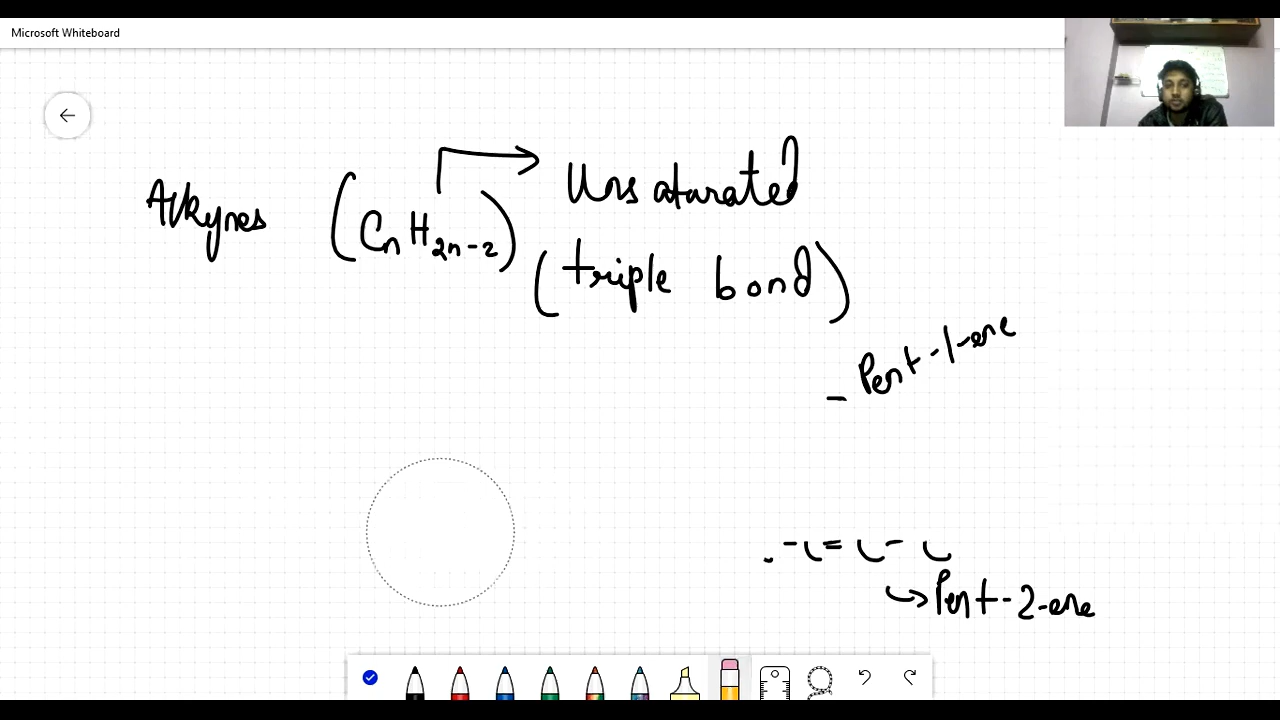 Microsoft Whiteboard
Alkynes (CnH2n-2) → Unsaturated
(triple bond)
- Pent-1-ene
. -C = C - C
↳ Pent-2-ene